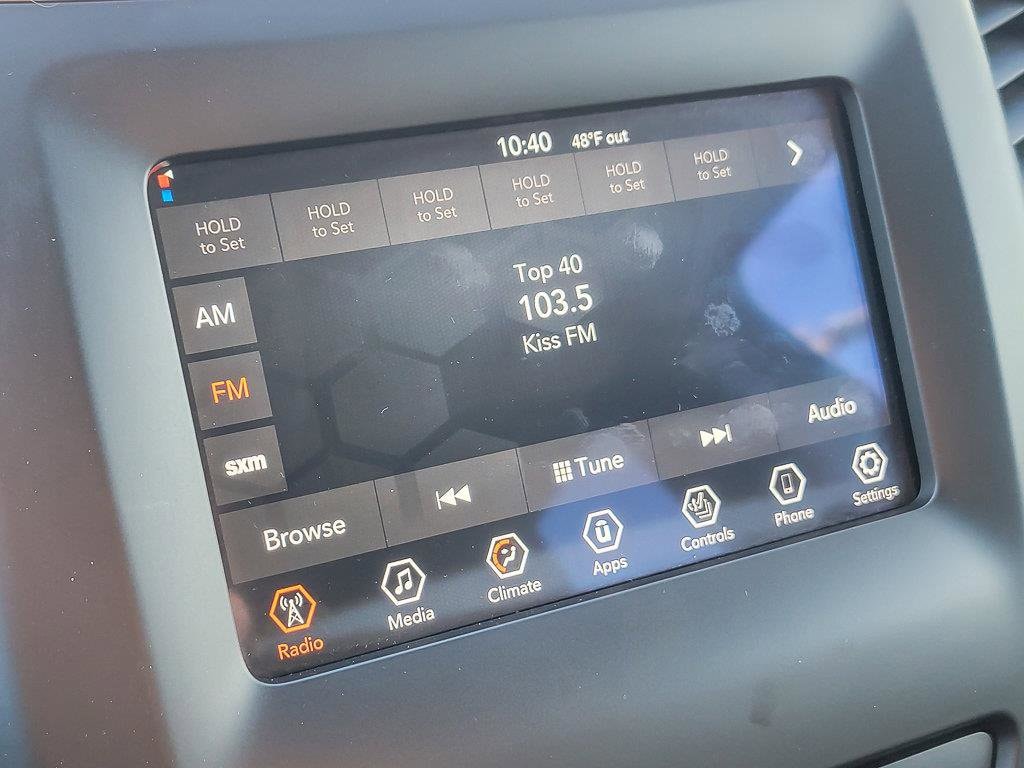 10:40 48°F out
HOLD
to Set
HOLD
to Set
HOLD
to Set
HOLD
to Set
HOLD
to Set
HOLD
to Set
AM
FM
sxm
Top 40
103.5
Kiss FM
Browse
Tune
Audio
Radio
Media
Climate
ū
Apps
Controls
Phone
Settings